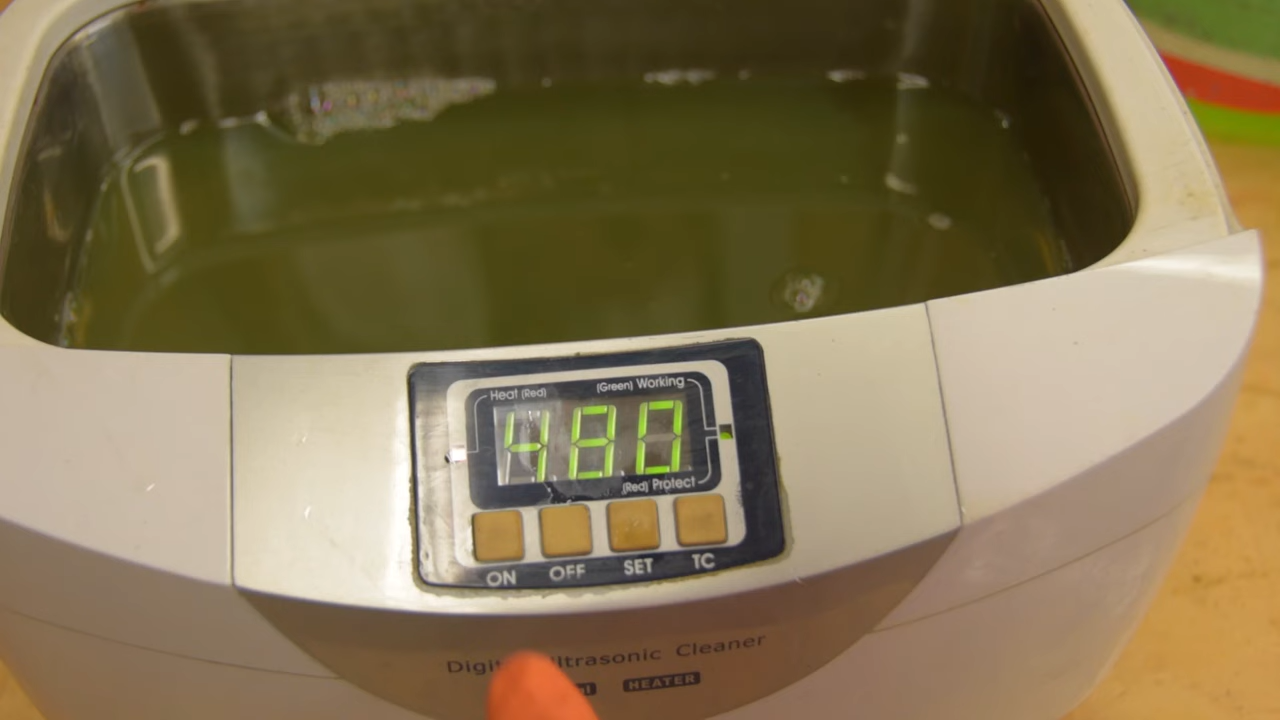 Heat (Red) (Green) Working
480
(Red) Protect
ON OFF SET TC
Ultrasonic Cleaner
HEATER